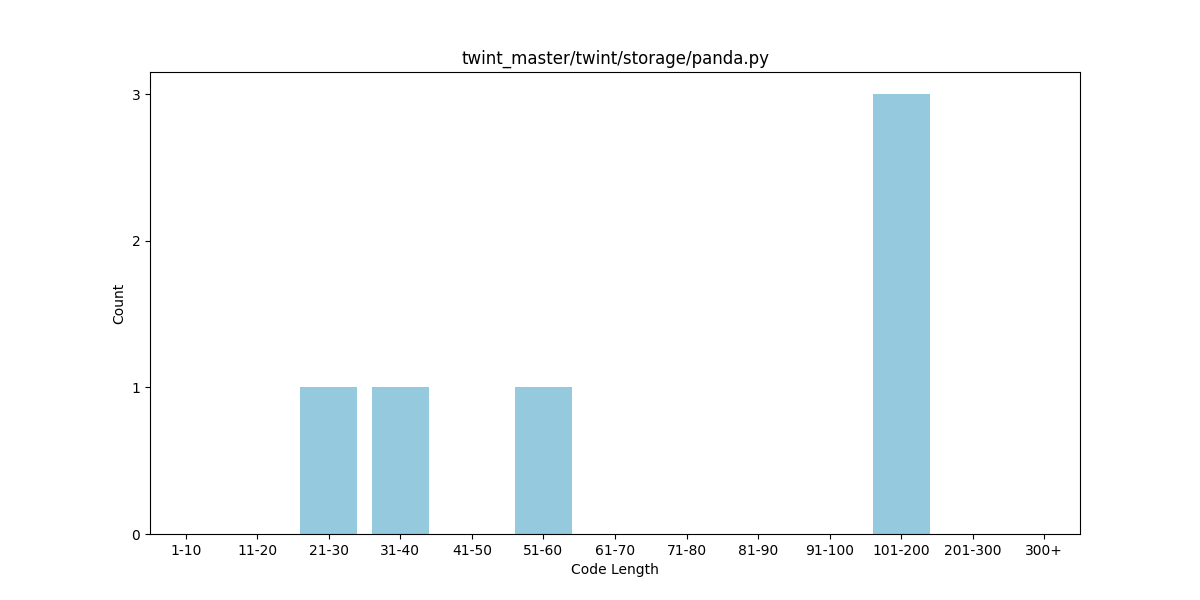 twint_master/twint/storage/panda.py
3
2
1
0
Count
1-10 11-20 21-30 31-40 41-50 51-60 61-70 71-80 81-90 91-100 101-200 201-300 300+
Code Length